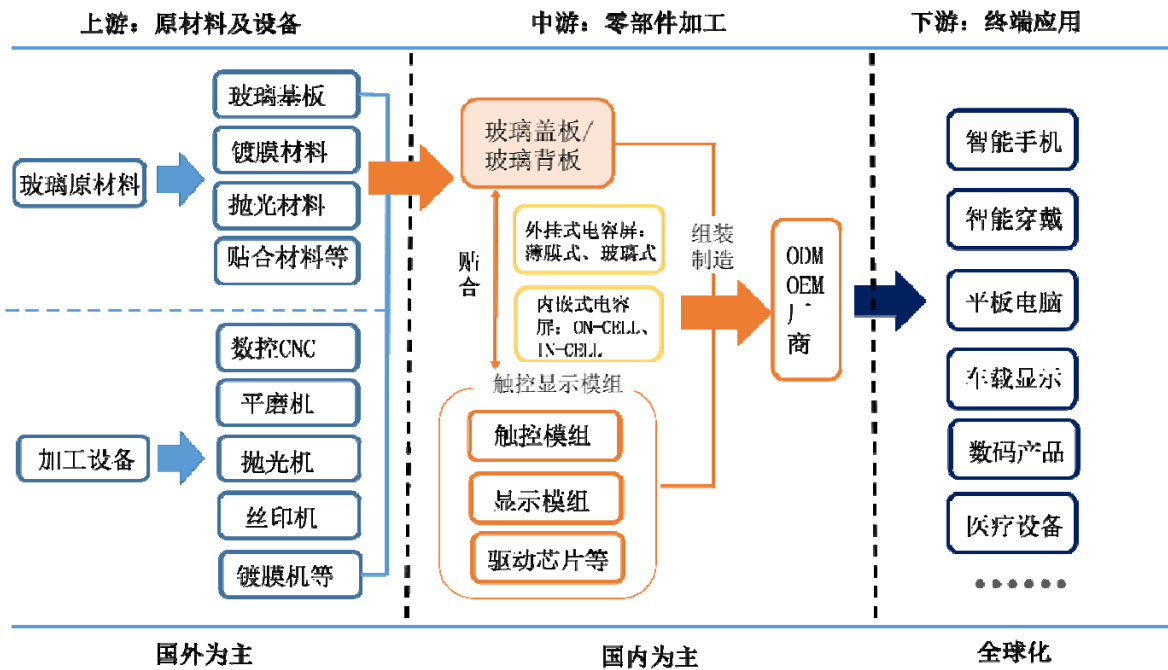 上游：原材料及设备
中游：零部件加工
下游：终端应用
玻璃原材料
玻璃基板
镀膜材料
抛光材料
贴合材料等
加工设备
数控CNC
平磨机
抛光机
丝印机
镀膜机等
玻璃盖板/
玻璃背板
贴
合
外挂式电容屏：
薄膜式、玻璃式
内嵌式电容
屏：ON-CELL、
IN-CELL
触控显示模组
触控模组
显示模组
驱动芯片等
组装
制造
ODM
OEM
厂
商
智能手机
智能穿戴
平板电脑
车载显示
数码产品
医疗设备
······
国外为主
国内为主
全球化